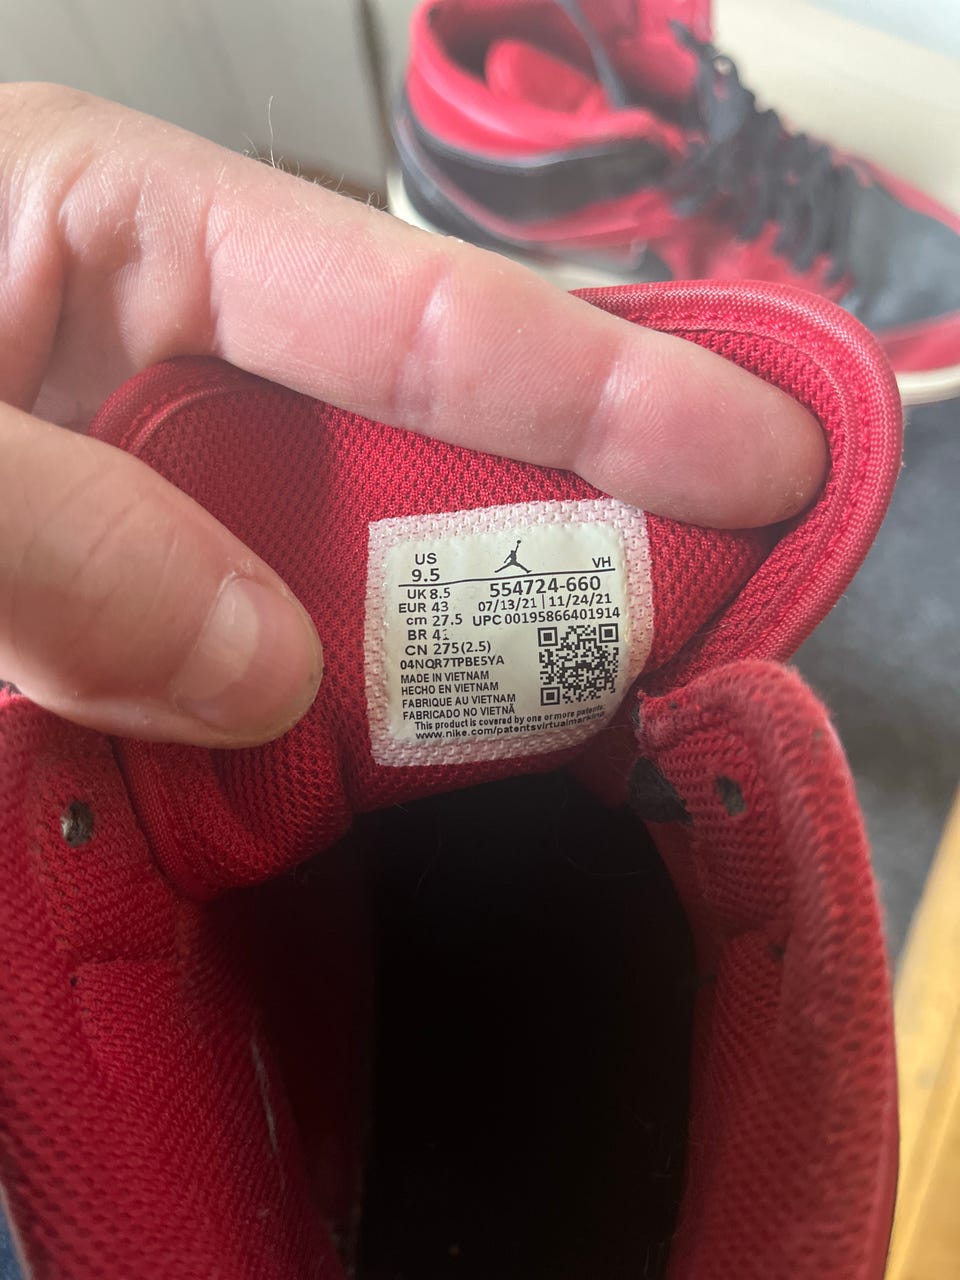 US
9.5
VH
UK 8.5
554724-660
EUR 43
07/13/21 | 11/24/21
cm 27.5
UPC 00195866401914
BR
CN 275(2.5)
04NQR7TPBE5YA
MADE IN VIETNAM
HECHO EN VIETNAM
FABRIQUE AU VIETNAM
FABRICADO NO VIETNÃ
This product is covered by one or more patents:
www.nike.com/patentsvirtualmarking